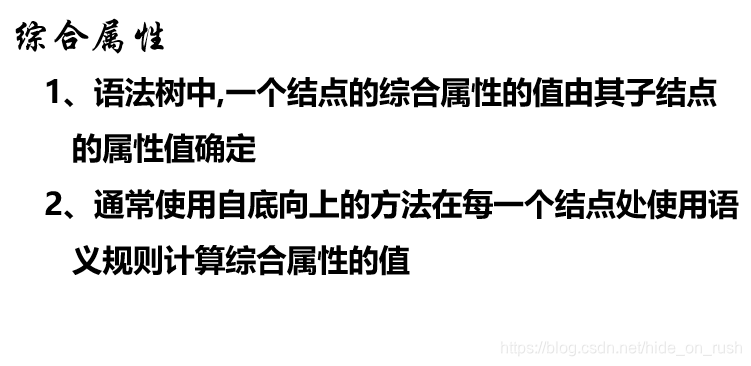 综合属性
1、语法树中,一个结点的综合属性的值由其子结点
的属性值确定
2、通常使用自底向上的方法在每一个结点处使用语
义规则计算综合属性的值
https://blog.csdn.net/hide_on_rush